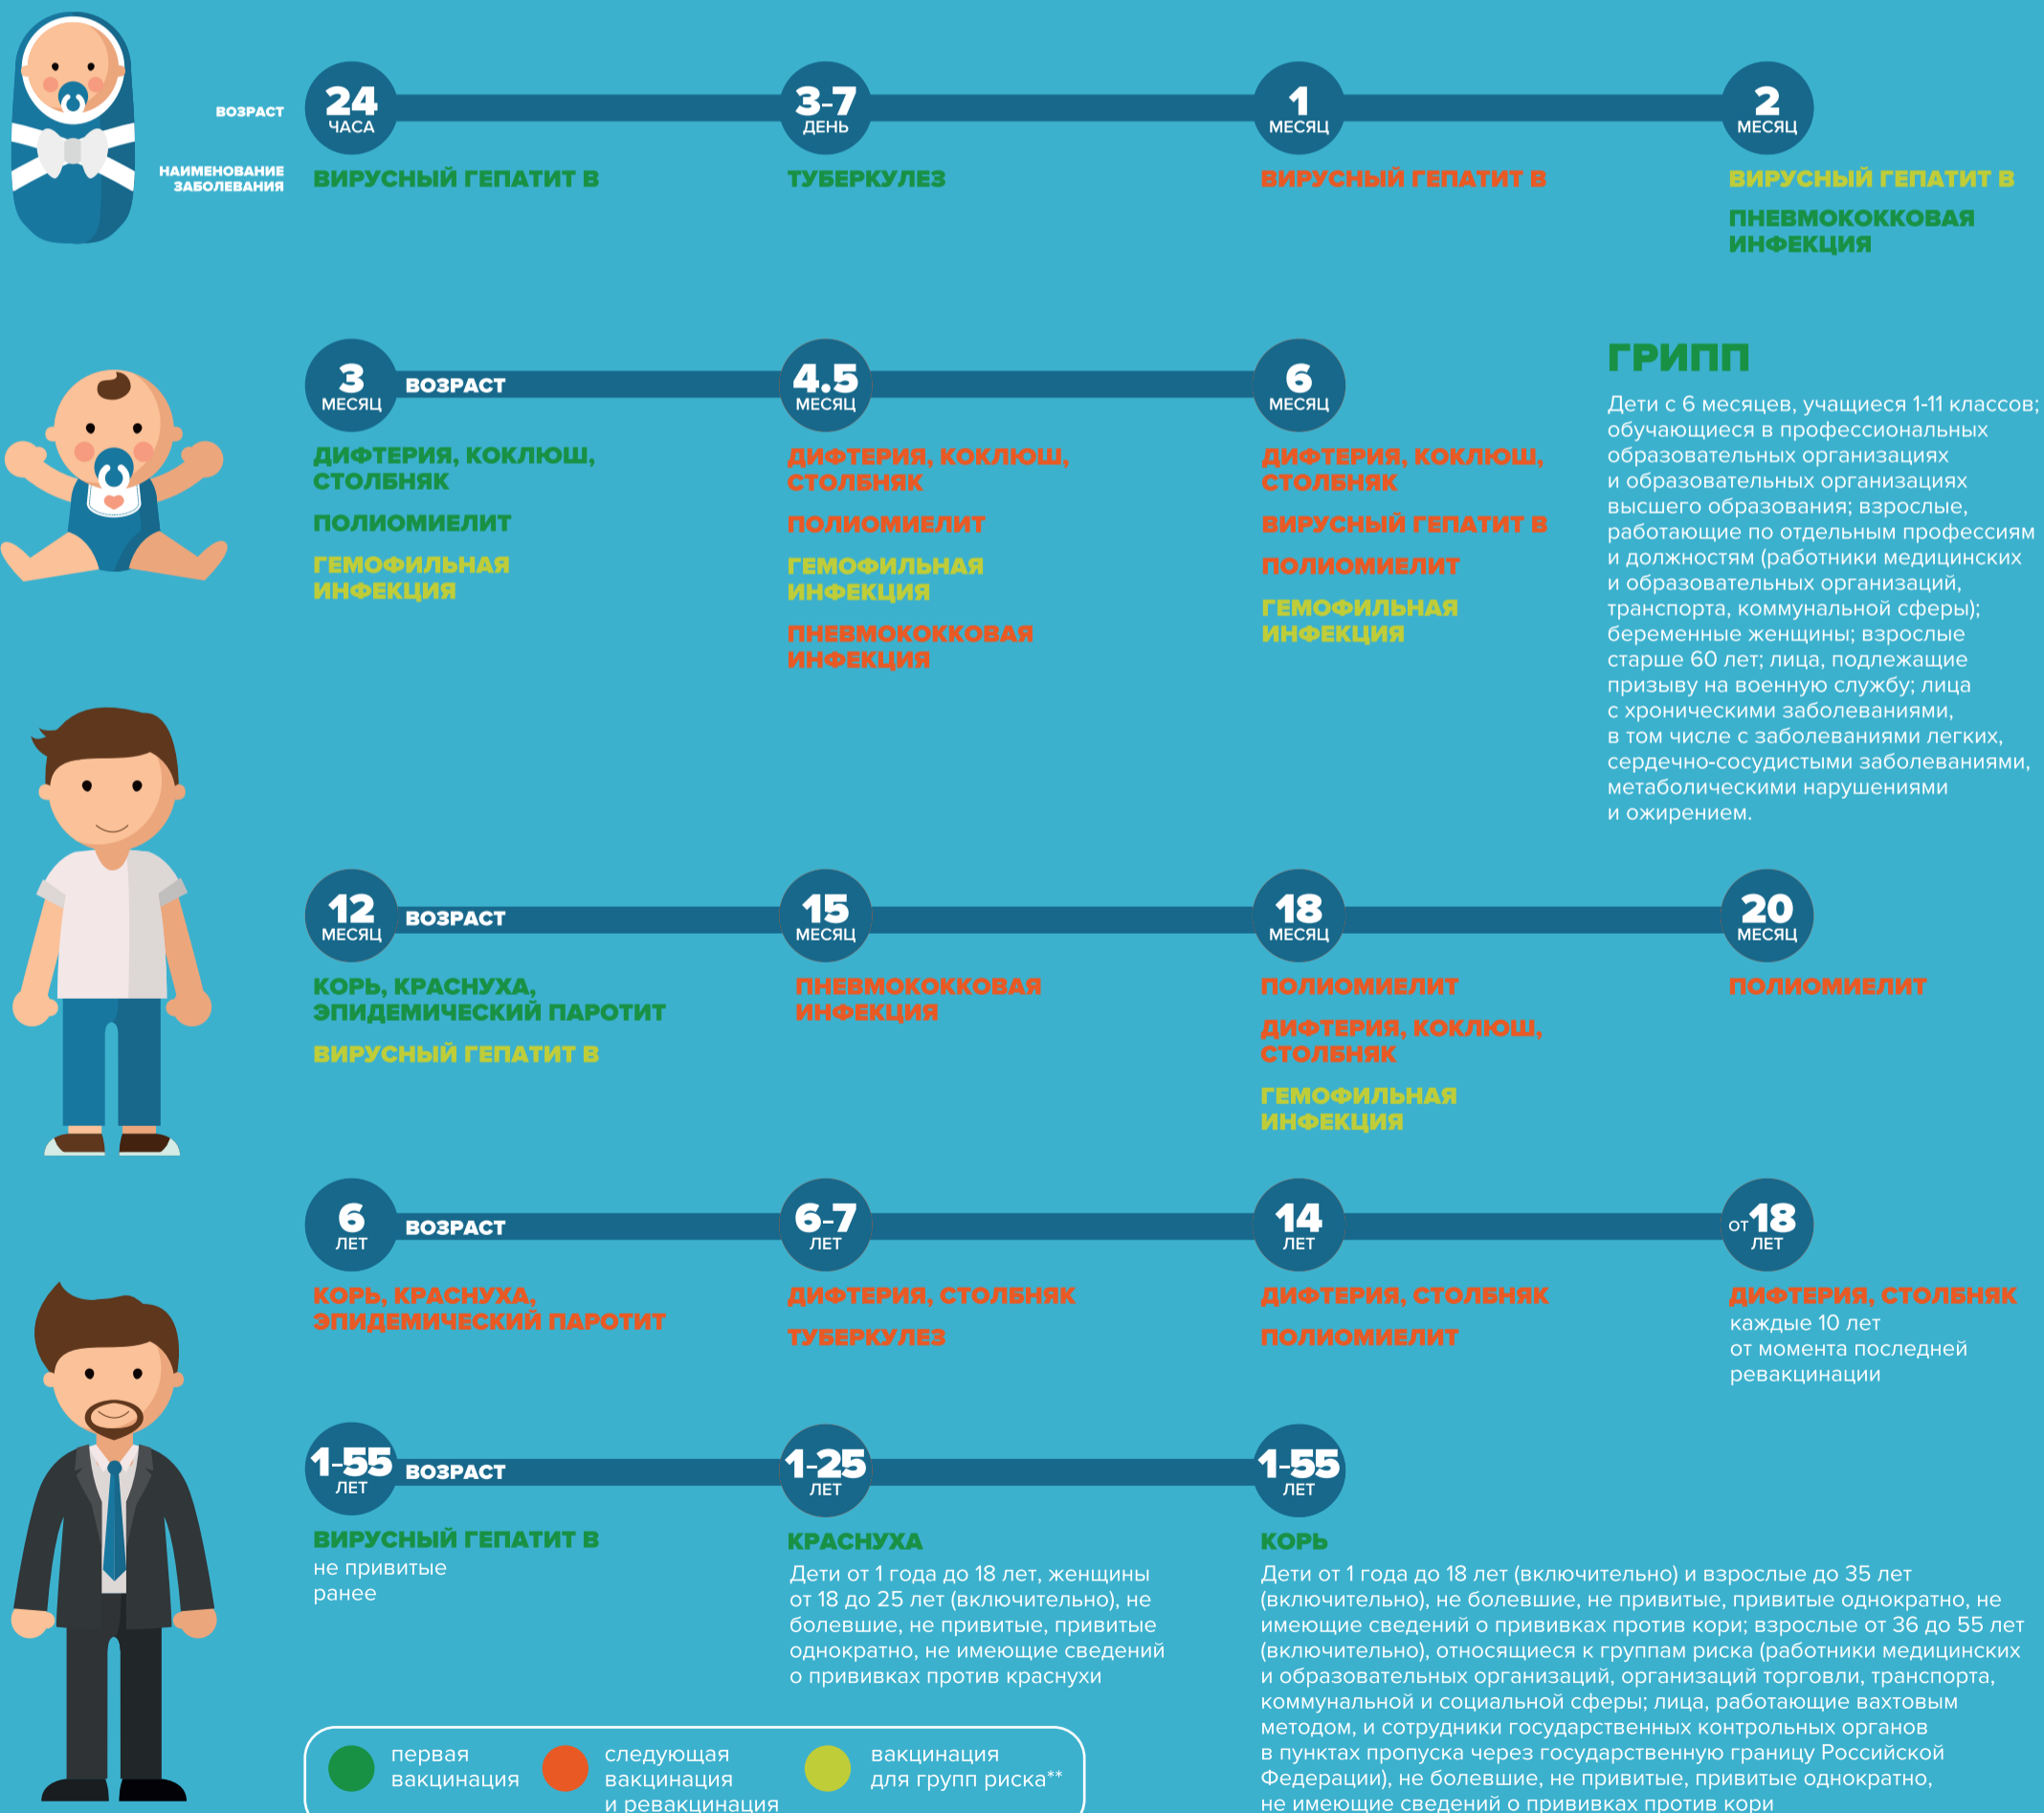 ВОЗРАСТ
24
ЧАСА
3-7
ДЕНЬ
1
МЕСЯЦ
2
МЕСЯЦ
НАИМЕНОВАНИЕ
ЗАБОЛЕВАНИЯ
ВИРУСНЫЙ ГЕПАТИТ В
ТУБЕРКУЛЕЗ
ВИРУСНЫЙ ГЕПАТИТ В
ВИРУСНЫЙ ГЕПАТИТ В
ПНЕВМОКОККОВАЯ
ИНФЕКЦИЯ
3
МЕСЯЦ
ВОЗРАСТ
4.5
МЕСЯЦ
6
МЕСЯЦ
ДИФТЕРИЯ, КОКЛЮШ,
СТОЛБНЯК
ПОЛИОМИЕЛИТ
ГЕМОФИЛЬНАЯ
ИНФЕКЦИЯ
ДИФТЕРИЯ, КОКЛЮШ,
СТОЛБНЯК
ПОЛИОМИЕЛИТ
ГЕМОФИЛЬНАЯ
ИНФЕКЦИЯ
ПНЕВМОКОККОВАЯ
ИНФЕКЦИЯ
ДИФТЕРИЯ, КОКЛЮШ,
СТОЛБНЯК
ВИРУСНЫЙ ГЕПАТИТ В
ПОЛИОМИЕЛИТ
ГЕМОФИЛЬНАЯ
ИНФЕКЦИЯ
ГРИПП
Дети с 6 месяцев, учащиеся 1-11 классов;
обучающиеся в профессиональных
образовательных организациях
и образовательных организациях
высшего образования; взрослые,
работающие по отдельным профессиям
и должностям (работники медицинских
и образовательных организаций,
транспорта, коммунальной сферы);
беременные женщины; взрослые
старше 60 лет; лица, подлежащие
призыву на военную службу; лица
с хроническими заболеваниями,
в том числе с заболеваниями легких,
сердечно-сосудистыми заболеваниями,
метаболическими нарушениями
и ожирением.
12
МЕСЯЦ
ВОЗРАСТ
15
МЕСЯЦ
18
МЕСЯЦ
20
МЕСЯЦ
КОРЬ, КРАСНУХА,
ЭПИДЕМИЧЕСКИЙ ПАРОТИТ
ВИРУСНЫЙ ГЕПАТИТ В
ПНЕВМОКОККОВАЯ
ИНФЕКЦИЯ
ПОЛИОМИЕЛИТ
ДИФТЕРИЯ, КОКЛЮШ,
СТОЛБНЯК
ГЕМОФИЛЬНАЯ
ИНФЕКЦИЯ
ПОЛИОМИЕЛИТ
6
ЛЕТ
ВОЗРАСТ
6-7
ЛЕТ
14
ЛЕТ
от 18
ЛЕТ
КОРЬ, КРАСНУХА,
ЭПИДЕМИЧЕСКИЙ ПАРОТИТ
ДИФТЕРИЯ, СТОЛБНЯК
ТУБЕРКУЛЕЗ
ДИФТЕРИЯ, СТОЛБНЯК
ПОЛИОМИЕЛИТ
ДИФТЕРИЯ, СТОЛБНЯК
каждые 10 лет
от момента последней
ревакцинации
1-55
ЛЕТ
ВОЗРАСТ
1-25
ЛЕТ
1-55
ЛЕТ
ВИРУСНЫЙ ГЕПАТИТ В
не привитые
ранее
КРАСНУХА
Дети от 1 года до 18 лет, женщины
от 18 до 25 лет (включительно), не
болевшие, не привитые, привитые
однократно, не имеющие сведений
о прививках против краснухи
КОРЬ
Дети от 1 года до 18 лет (включительно) и взрослые до 35 лет
(включительно), не болевшие, не привитые, привитые однократно, не
имеющие сведений о прививках против кори; взрослые от 36 до 55 лет
(включительно), относящиеся к группам риска (работники медицинских
и образовательных организаций, организаций торговли, транспорта,
коммунальной и социальной сферы; лица, работающие вахтовым
методом, и сотрудники государственных контрольных органов
в пунктах пропуска через государственную границу Российской
Федерации), не болевшие, не привитые, привитые однократно,
не имеющие сведений о прививках против кори
первая
вакцинация
следующая
вакцинация
и ревакцинация
вакцинация
для групп риска**